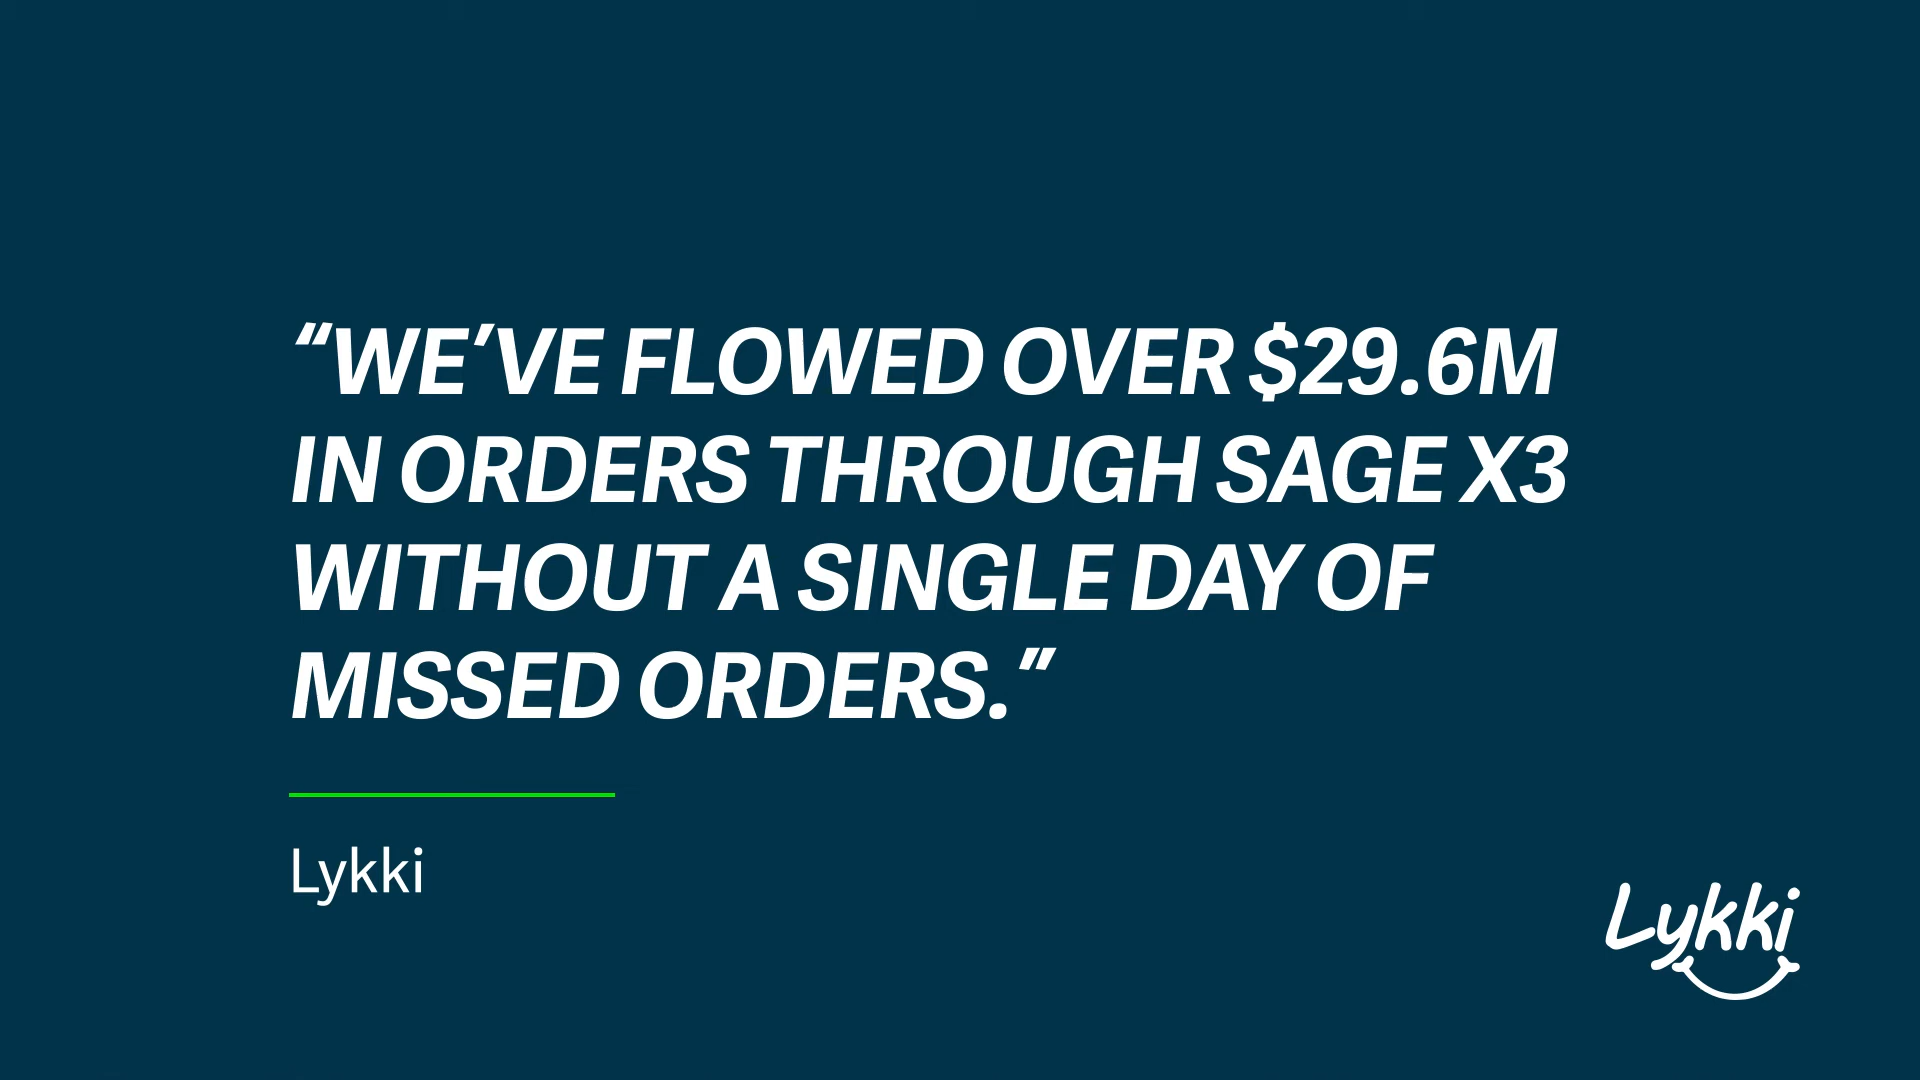 “WE’VE FLOWED OVER $29.6M
IN ORDERS THROUGH SAGE X3
WITHOUT A SINGLE DAY OF
MISSED ORDERS.”
Lykki
Lykki